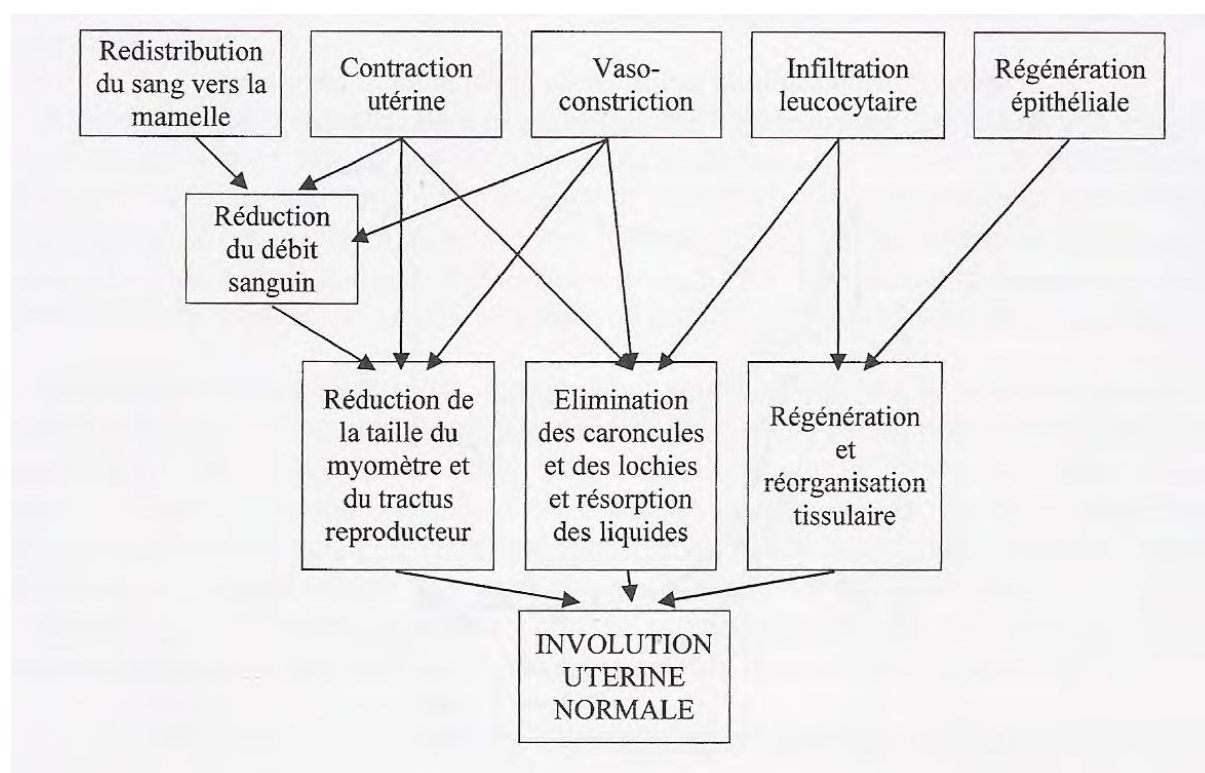 Redistribution
du sang vers la
mamelle
Contraction
utérine
Vaso-
constriction
Infiltration
leucocytaire
Régénération
épithéliale
Réduction
du débit
sanguin
Réduction de
la taille du
myomètre et
du tractus
reproducteur
Elimination
des caroncules
et des lochies
et résorption
des liquides
Régénération
et
réorganisation
tissulaire
INVOLUTION
UTERINE
NORMALE